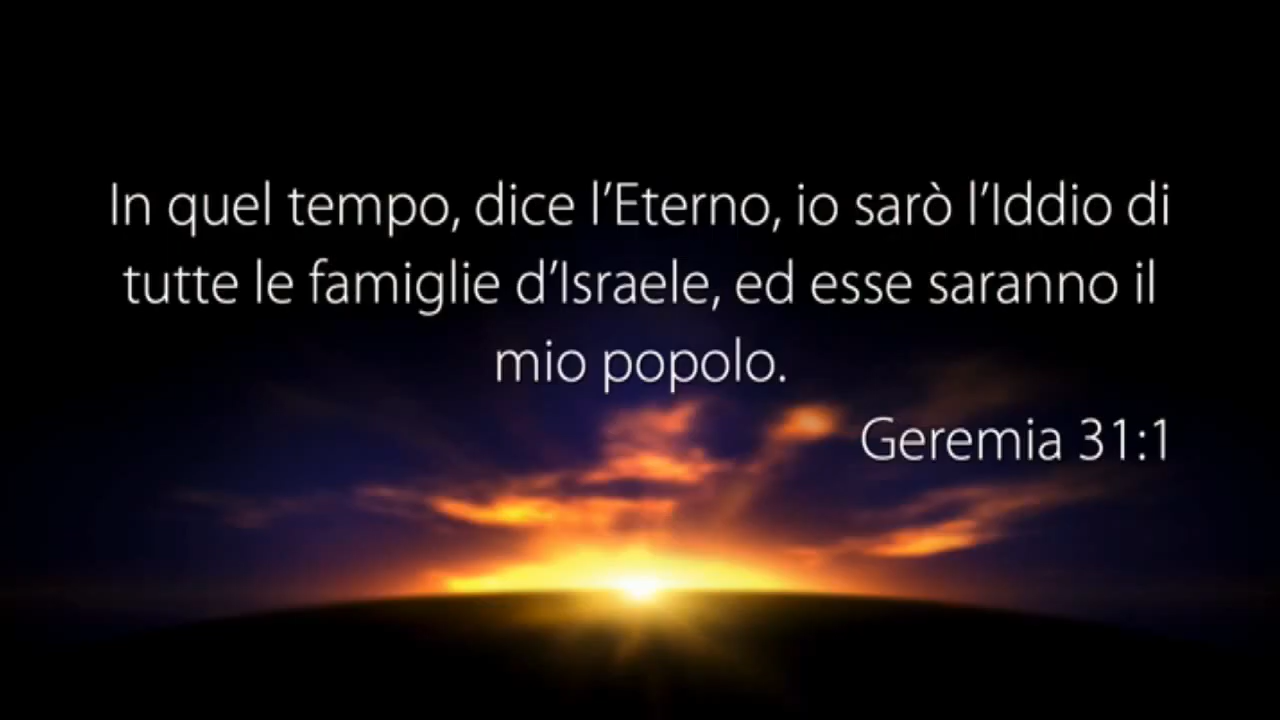 In quel tempo, dice l’Eterno, io sarò l’Iddio di
tutte le famiglie d’Israele, ed esse saranno il
mio popolo.
Geremia 31:1